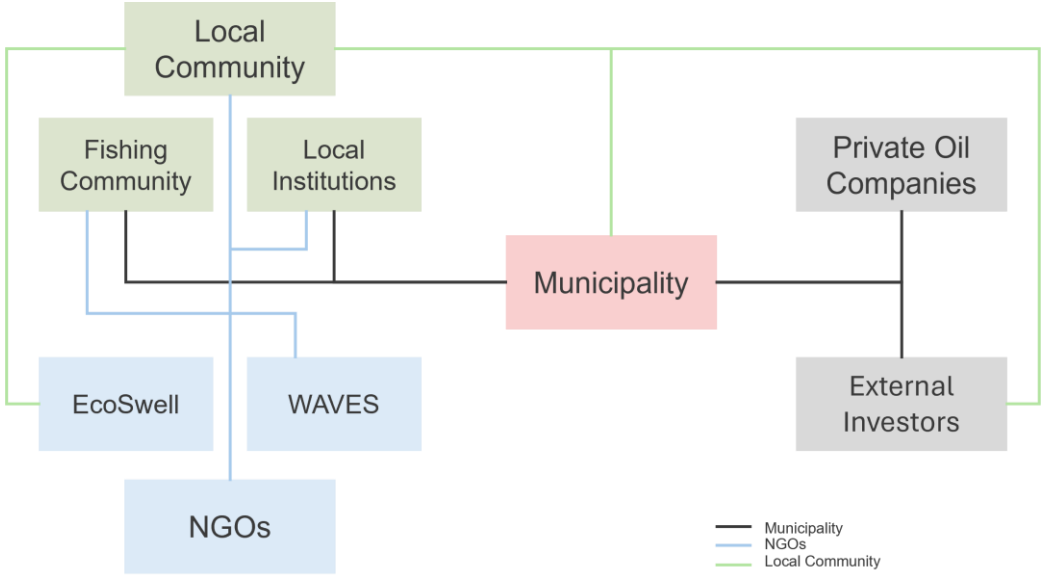 Local
Community
Fishing
Community
Local
Institutions
Private Oil
Companies
Municipality
EcoSwell
WAVES
External
Investors
NGOs
Municipality
NGOs
Local Community